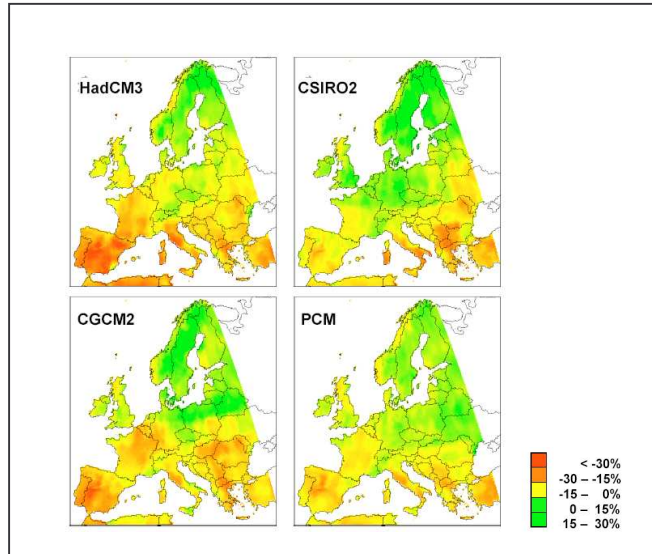 HadCM3
CSIRO2
CGCM2
PCM
< -30%
-30 – -15%
-15 – 0%
0 – 15%
15 – 30%